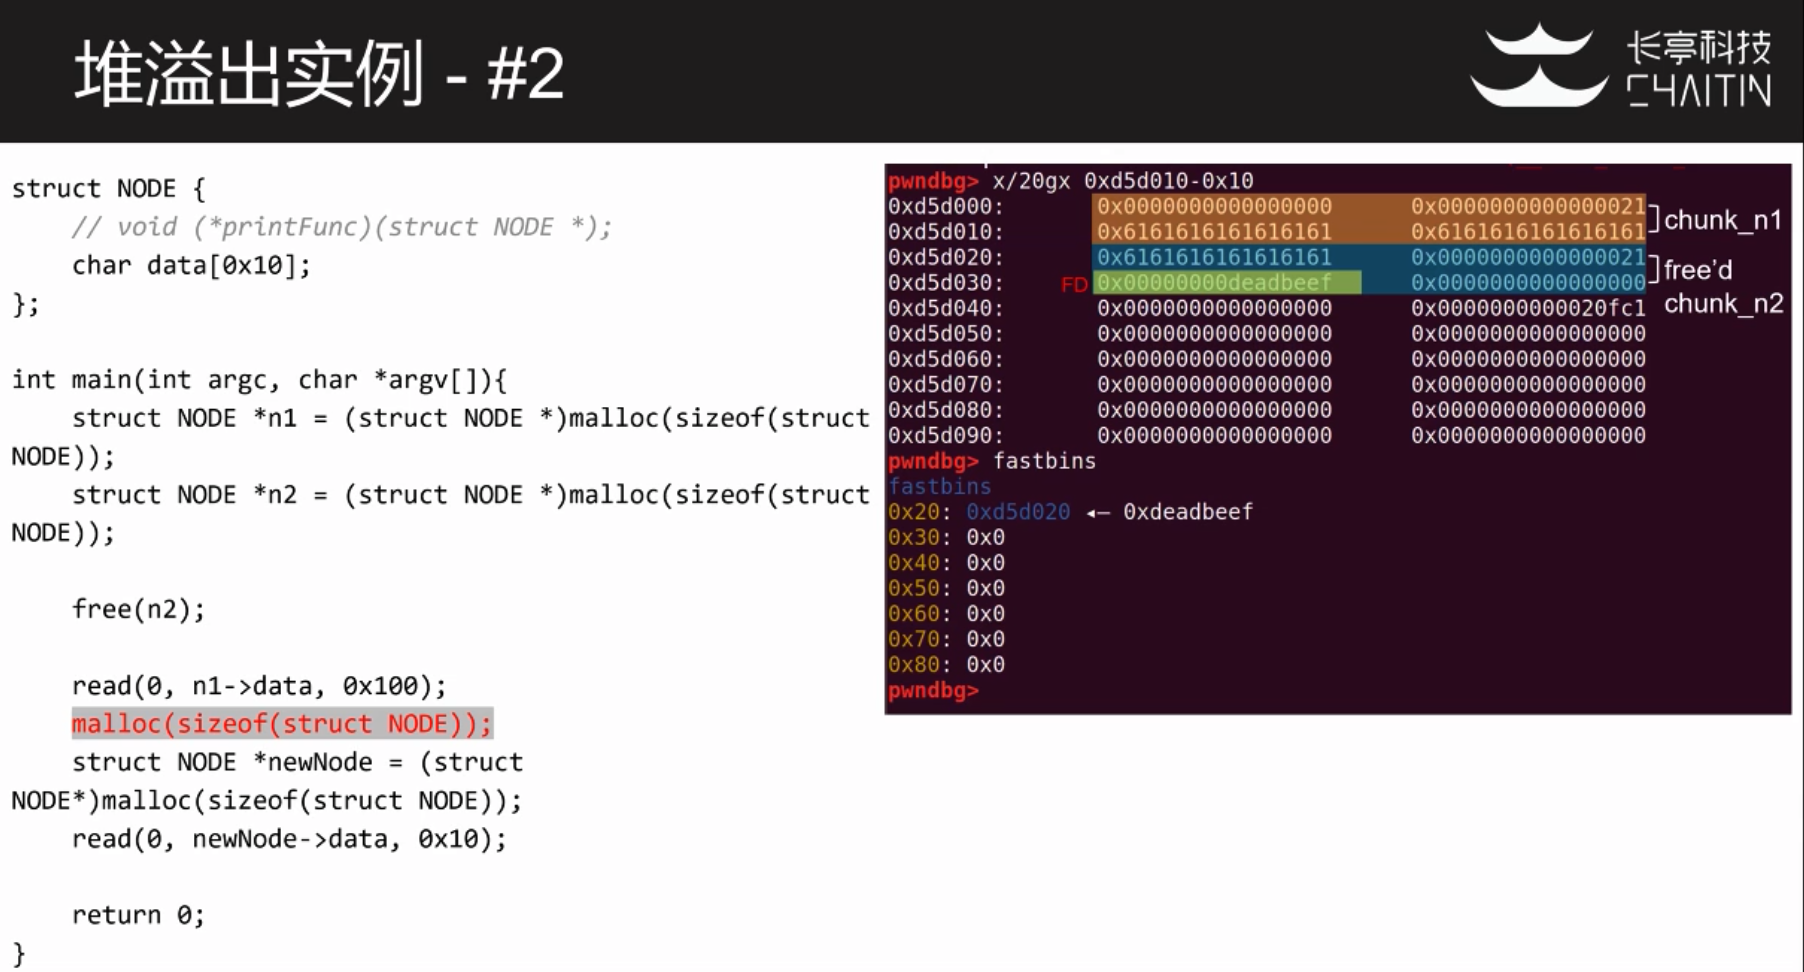 堆溢出实例 - #2
长亭科技
CHAITIN
struct NODE {
// void (*printFunc)(struct NODE *);
char data[0x10];
};
int main(int argc, char *argv[]){
struct NODE *n1 = (struct NODE *)malloc(sizeof(struct
NODE));
struct NODE *n2 = (struct NODE *)malloc(sizeof(struct
NODE));
free(n2);
read(0, n1->data, 0x100);
malloc(sizeof(struct NODE));
struct NODE *newNode = (struct
NODE*)malloc(sizeof(struct NODE));
read(0, newNode->data, 0x10);
return 0;
}
pwndbg> x/20gx 0xd5d010-0x10
0xd5d000: 0x0000000000000000 0x0000000000000021
0xd5d010: 0x6161616161616161 0x6161616161616161
chunk_n1
0xd5d020: 0x6161616161616161 0x0000000000000021
0xd5d030: FD 0x00000000deadbeef 0x0000000000000000
free'd
chunk_n2
0xd5d040: 0x0000000000000000 0x0000000000020fc1
0xd5d050: 0x0000000000000000 0x0000000000000000
0xd5d060: 0x0000000000000000 0x0000000000000000
0xd5d070: 0x0000000000000000 0x0000000000000000
0xd5d080: 0x0000000000000000 0x0000000000000000
0xd5d090: 0x0000000000000000 0x0000000000000000
pwndbg> fastbins
fastbins
0x20: 0xd5d020 ◂— 0xdeadbeef
0x30: 0x0
0x40: 0x0
0x50: 0x0
0x60: 0x0
0x70: 0x0
0x80: 0x0
pwndbg>